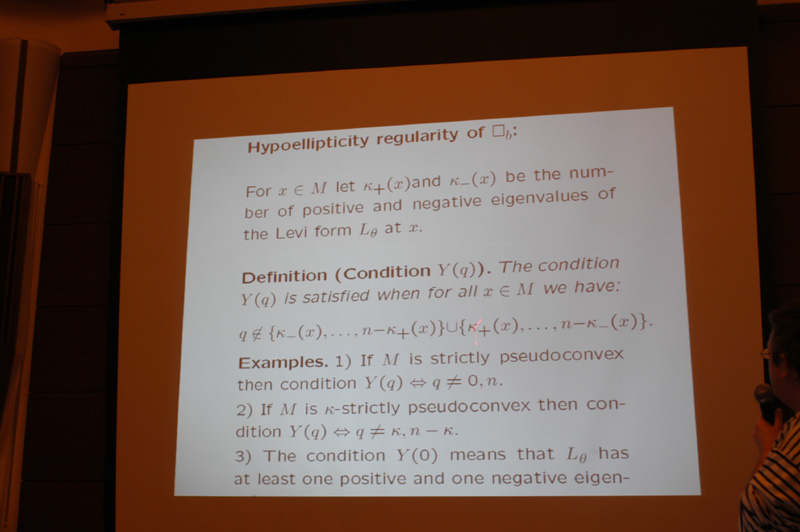 Hypoellipticity regularity of □b:
For x ∈ M let κ+(x)and κ−(x) be the num-
ber of positive and negative eigenvalues of
the Levi form Lθ at x.
Definition (Condition Y(q)). The condition
Y(q) is satisfied when for all x ∈ M we have:
q ∉ {κ−(x), . . . , n−κ+(x)}∪{κ+(x), . . . , n−κ−(x)}.
Examples. 1) If M is strictly pseudoconvex
then condition Y(q) ⇔ q ≠ 0, n.
2) If M is κ-strictly pseudoconvex then con-
dition Y(q) ⇔ q ≠ κ, n − κ.
3) The condition Y(0) means that Lθ has
at least one positive and one negative eigen-